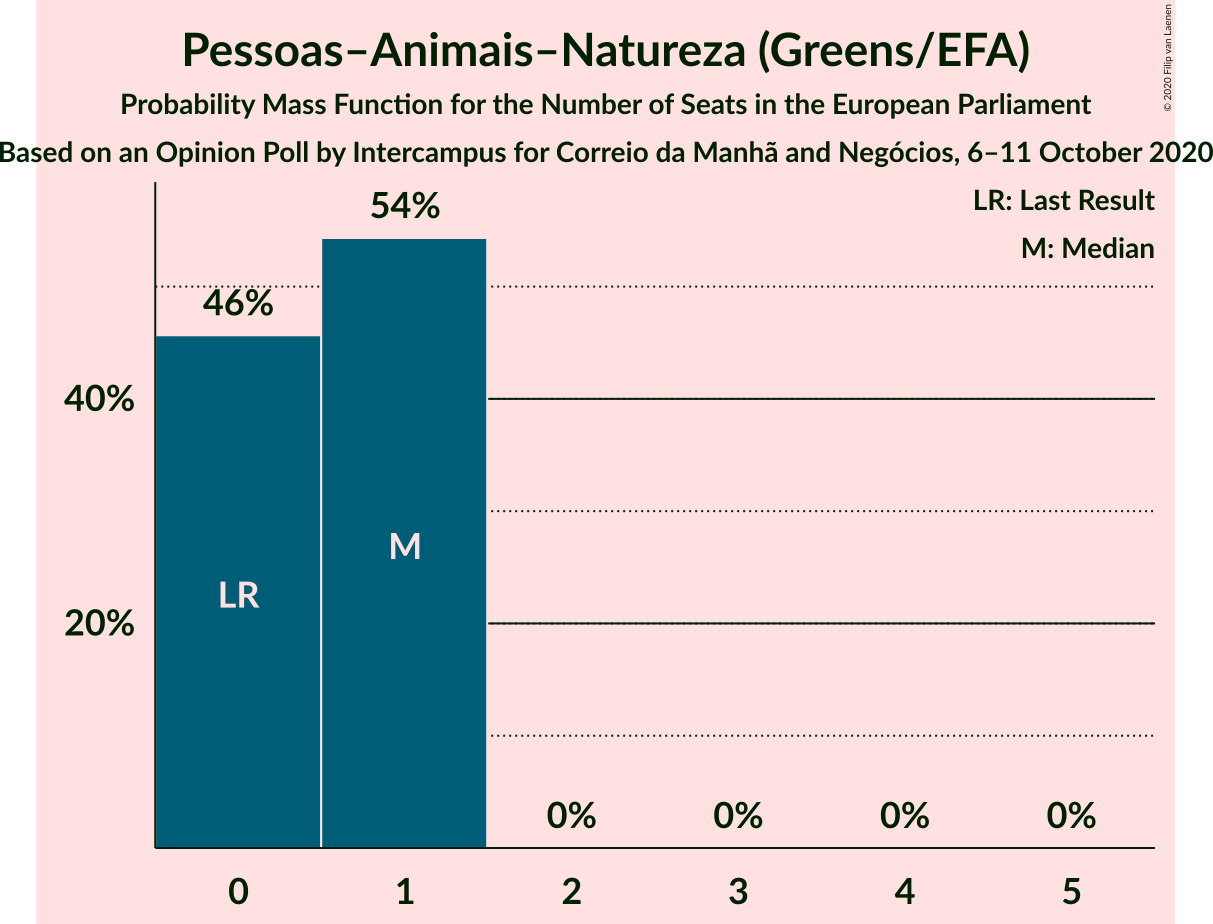 Pessoas–Animais–Natureza (Greens/EFA)
Probability Mass Function for the Number of Seats in the European Parliament
Based on an Opinion Poll by Intercampus for Correio da Manhã and Negócios, 6–11 October 2020
© 2020 Filip van Laenen
LR: Last Result
M: Median
54%
46%
40%
20%
M
LR
0% 0% 0% 0%
0 1 2 3 4 5